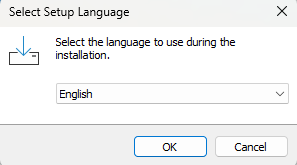 Select Setup Language
Select the language to use during the
installation.
English
OK
Cancel